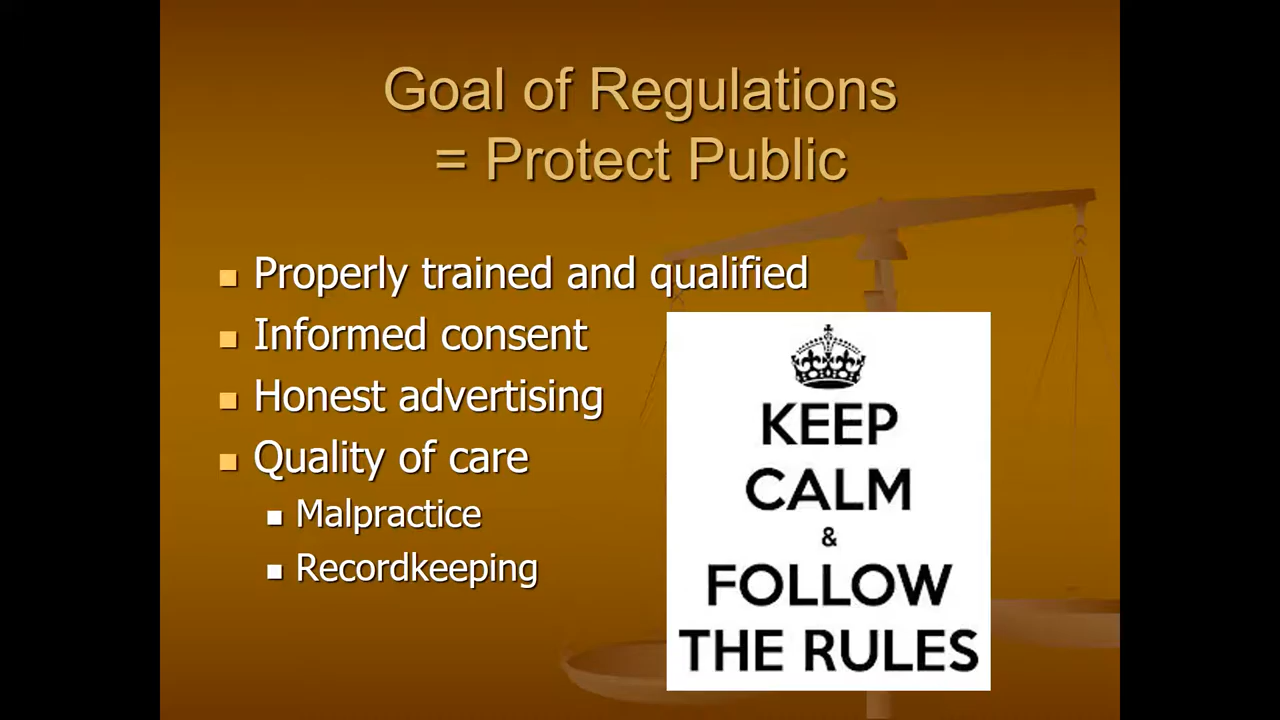 Goal of Regulations
= Protect Public
Properly trained and qualified
Informed consent
Honest advertising
Quality of care
Malpractice
Recordkeeping
KEEP
CALM
&
FOLLOW
THE RULES